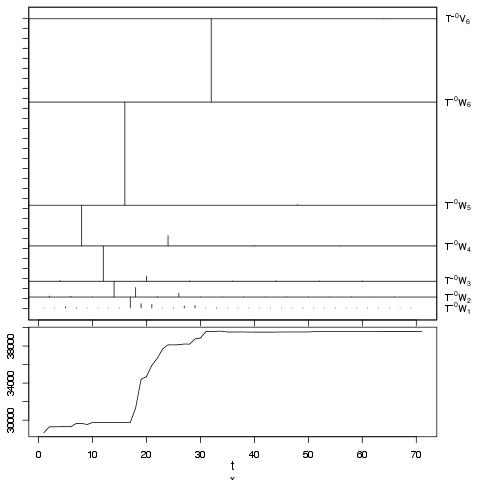 T⁻⁰V₆
T⁻⁰W₆
T⁻⁰W₅
T⁻⁰W₄
T⁻⁰W₃
T⁻⁰W₂
T⁻⁰W₁
38000
34000
30000
0 10 20 30 40 50 60 70
t
x